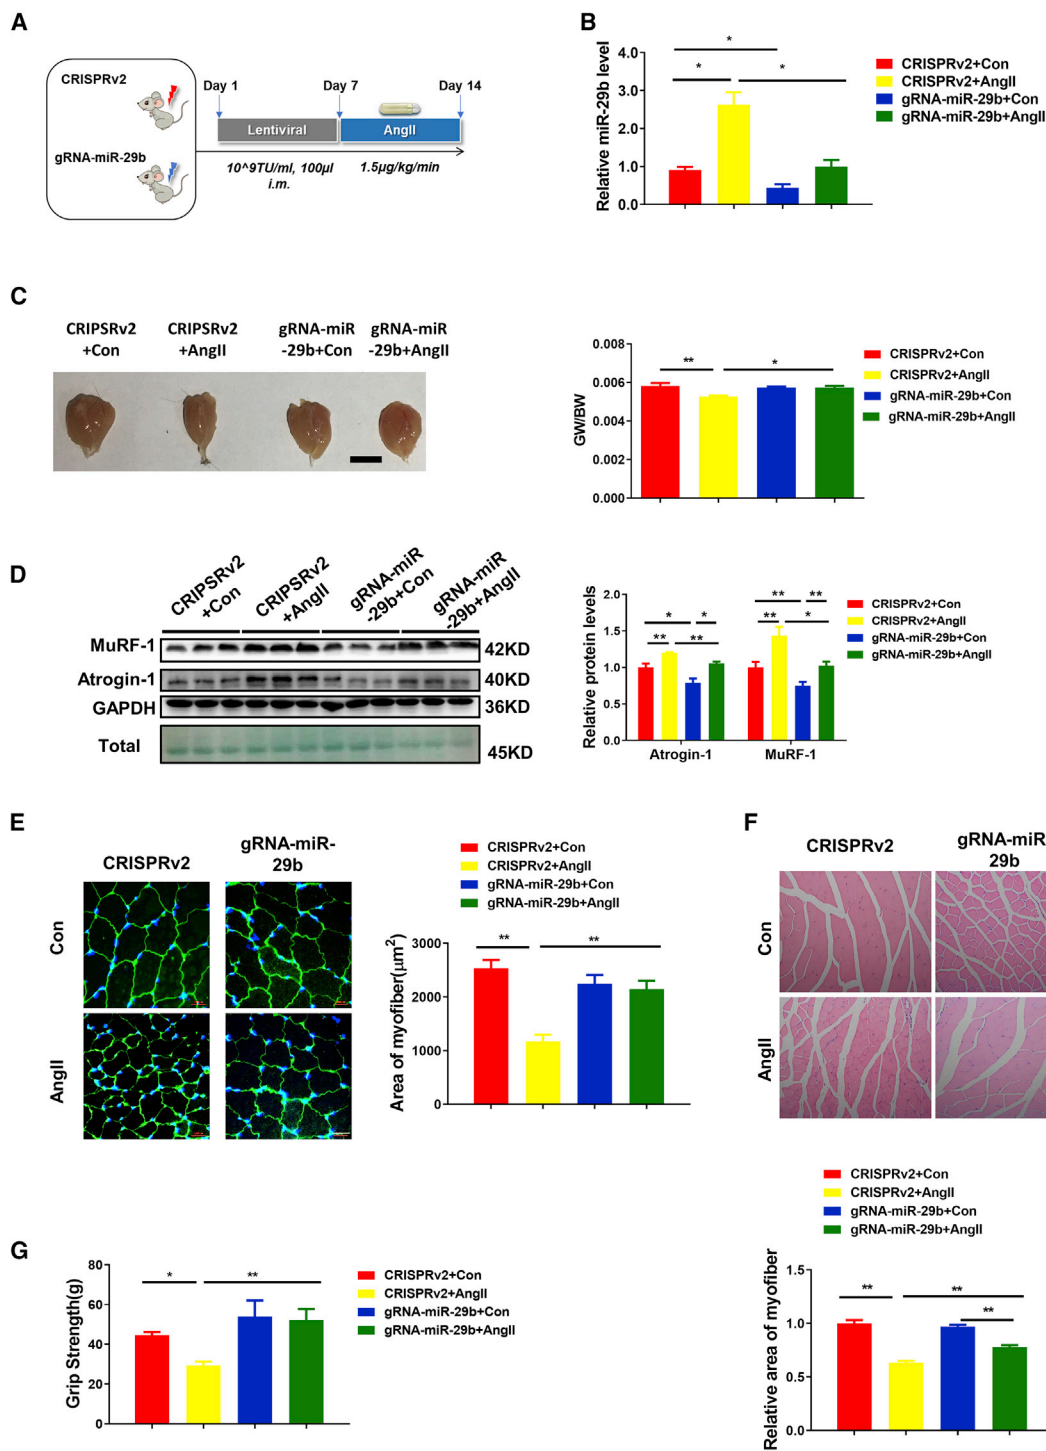 A
CRISPRv2
gRNA-miR-29b
Day 1
Day 7
Day 14
Lentiviral
AngII
10^9TU/ml, 100μl
i.m.
1.5μg/kg/min
B
Relative miR-29b level
4.0
3.0
2.0
1.0
0.0
*
*
*
CRISPRv2+Con
CRISPRv2+AngII
gRNA-miR-29b+Con
gRNA-miR-29b+AngII
C
CRIPSRv2
+Con
CRIPSRv2
+AngII
gRNA-miR
-29b+Con
gRNA-miR
-29b+AngII
GW/BW
0.008
0.006
0.004
0.002
0.000
**
*
CRISPRv2+Con
CRISPRv2+AngII
gRNA-miR-29b+Con
gRNA-miR-29b+AngII
D
CRIPSRv2
+Con
CRIPSRv2
+AngII
gRNA-miR
-29b+Con
gRNA-miR
-29b+AngII
MuRF-1
42KD
Atrogin-1
40KD
GAPDH
36KD
Total
45KD
Relative protein levels
2.0
1.5
1.0
0.5
0.0
*
*
**
**
**
**
**
*
Atrogin-1
MuRF-1
CRISPRv2+Con
CRISPRv2+AngII
gRNA-miR-29b+Con
gRNA-miR-29b+AngII
E
CRISPRv2
gRNA-miR-
29b
Con
AngII
CRISPRv2+Con
CRISPRv2+AngII
gRNA-miR-29b+Con
gRNA-miR-29b+AngII
Area of myofiber(μm²)
3000
2000
1000
0
**
**
F
CRISPRv2
gRNA-miR
29b
Con
AngII
CRISPRv2+Con
CRISPRv2+AngII
gRNA-miR-29b+Con
gRNA-miR-29b+AngII
Relative area of myofiber
1.5
1.0
0.5
0.0
**
**
**
G
Grip Strength(g)
80
60
40
20
0
*
**
CRISPRv2+Con
CRISPRv2+AngII
gRNA-miR-29b+Con
gRNA-miR-29b+AngII